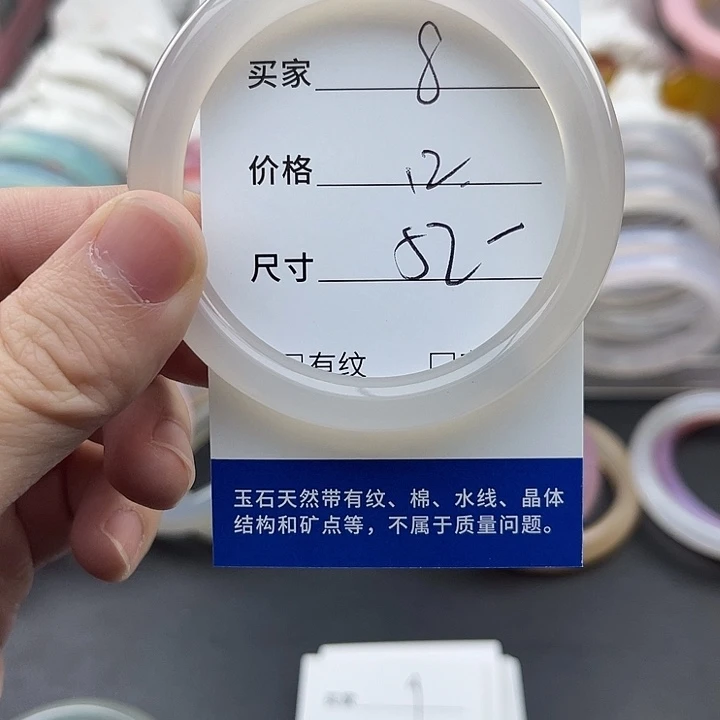 买家 8
价格 12.
尺寸 52-
□有纹 □
玉石天然带有纹、棉、水线、晶体
结构和矿点等，不属于质量问题。